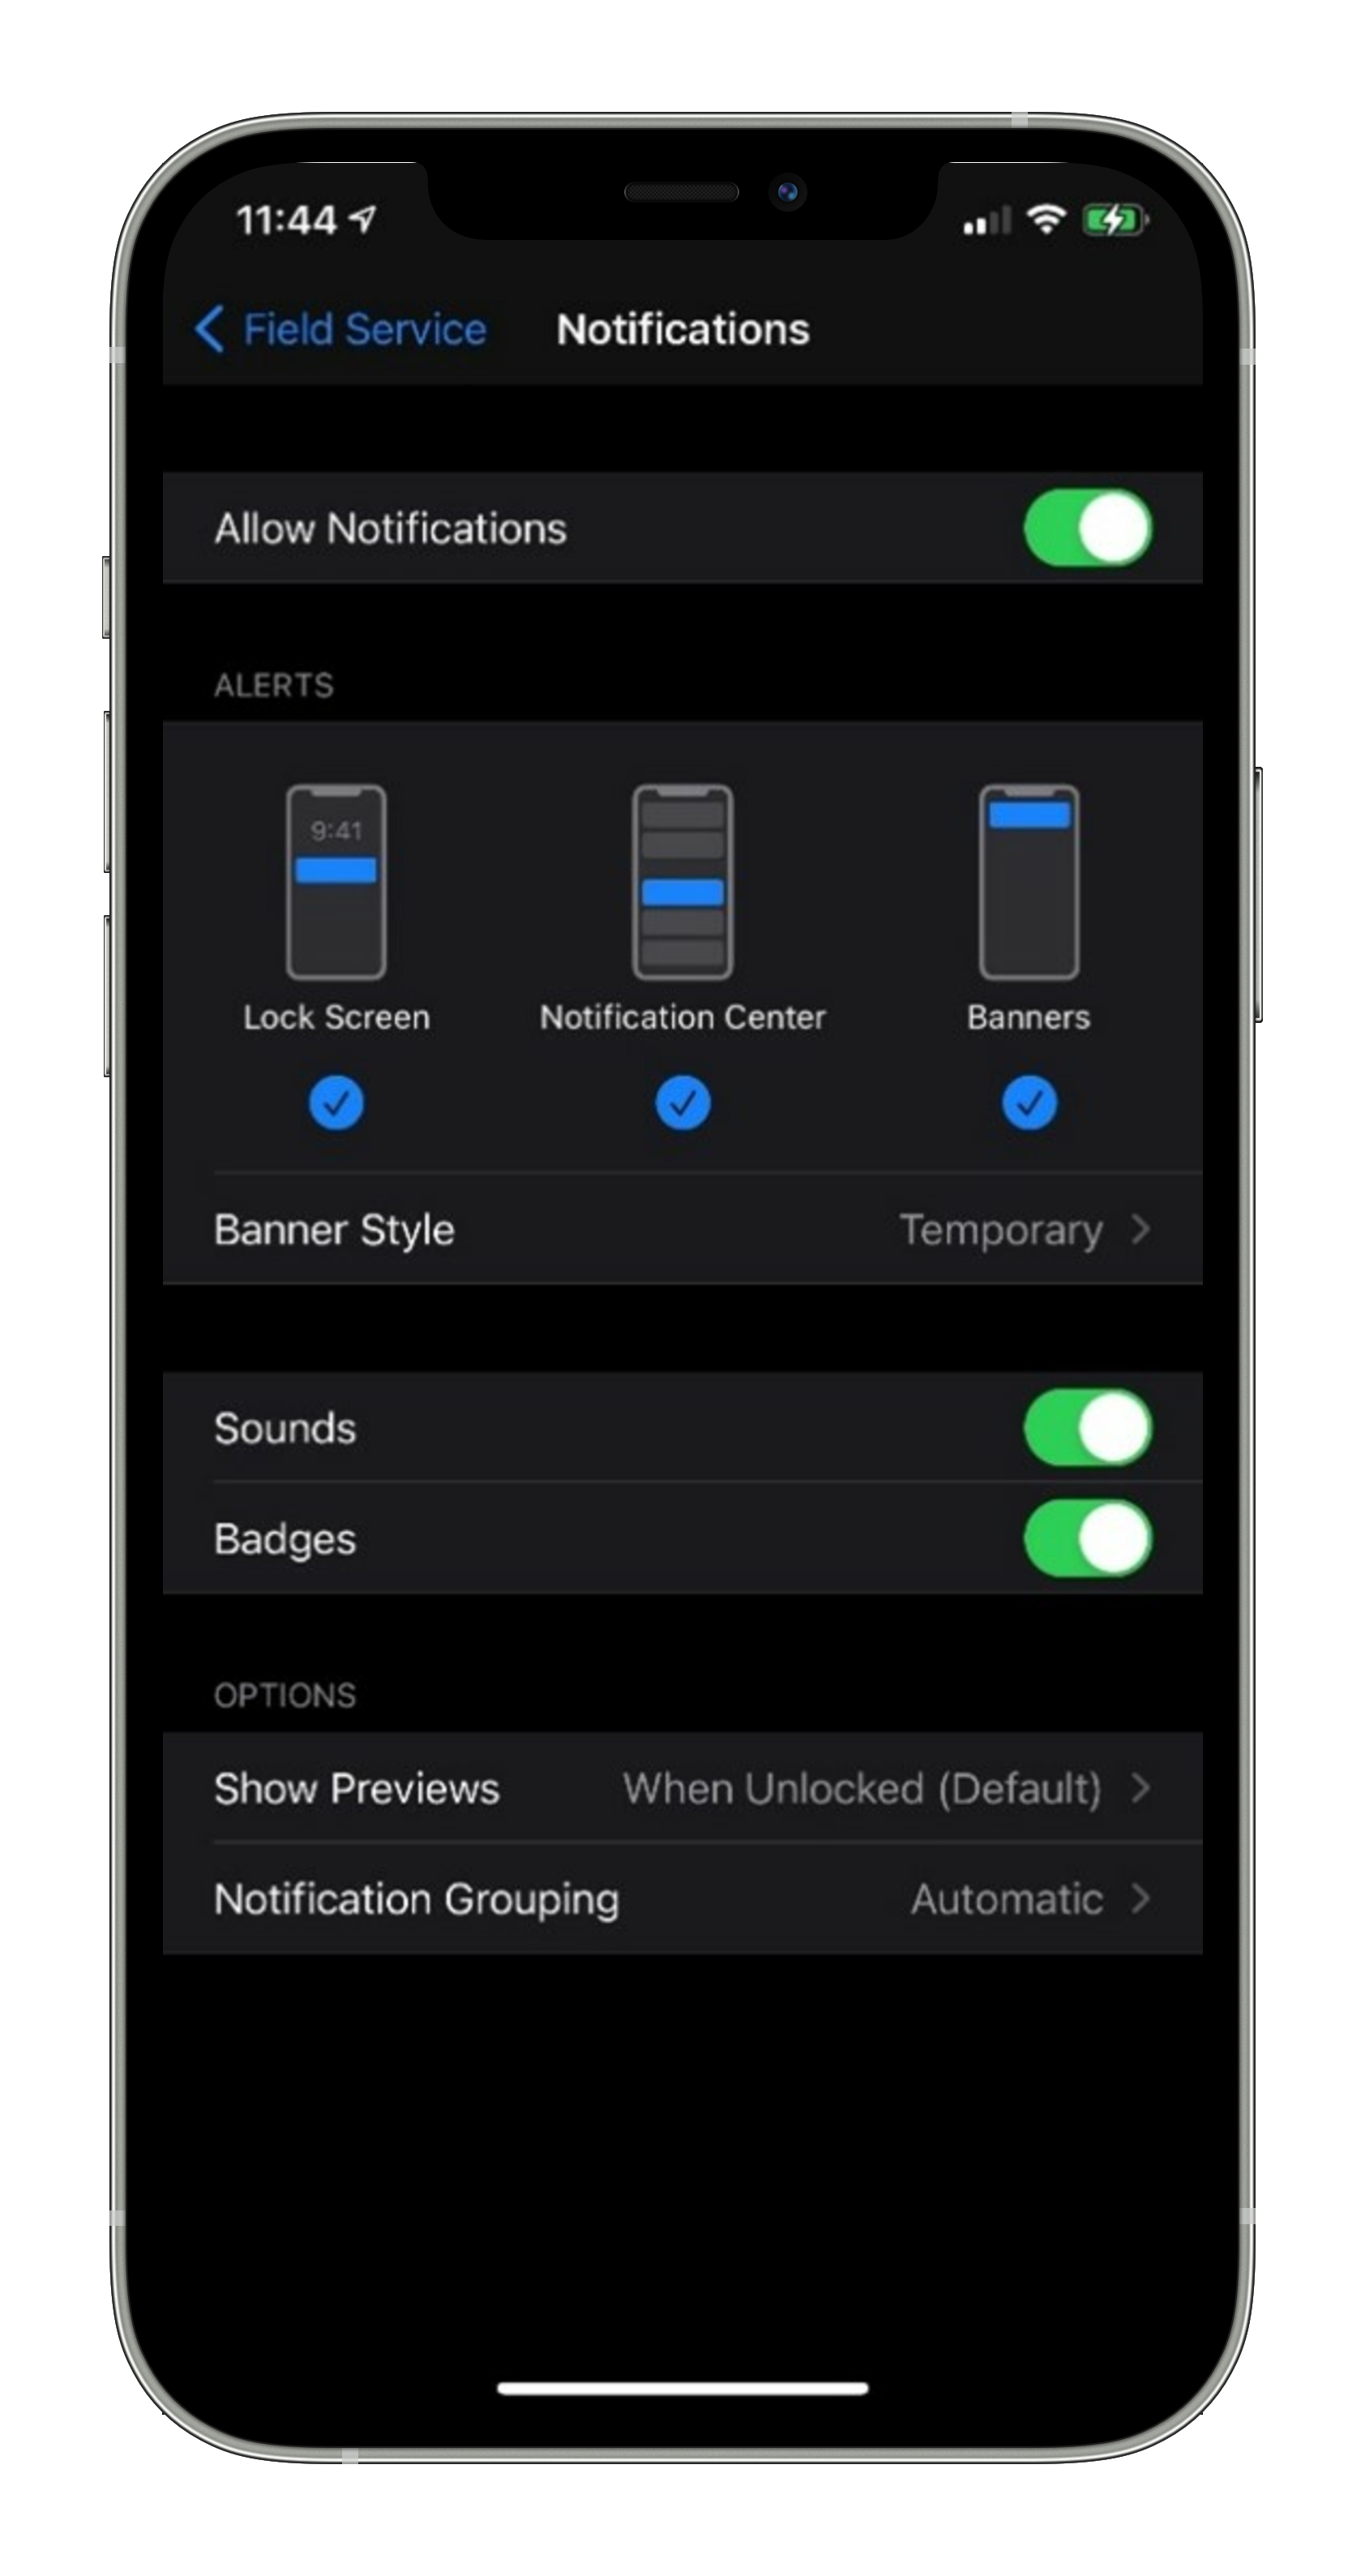 11:44
Field Service Notifications
Allow Notifications
ALERTS
9:41
Lock Screen Notification Center Banners
Banner Style Temporary
Sounds
Badges
OPTIONS
Show Previews When Unlocked (Default)
Notification Grouping Automatic